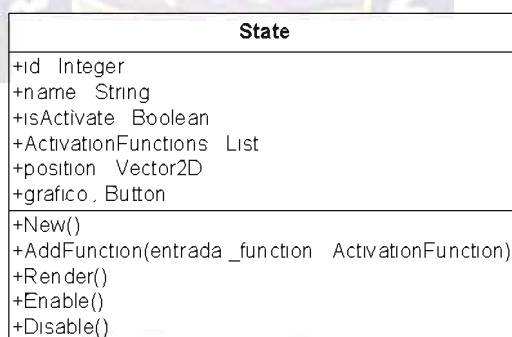 State
+id Integer
+name String
+isActivate Boolean
+ActivationFunctions List
+position Vector2D
+grafico, Button
+New()
+AddFunction(entrada _function ActivationFunction)
+Render()
+Enable()
+Disable()